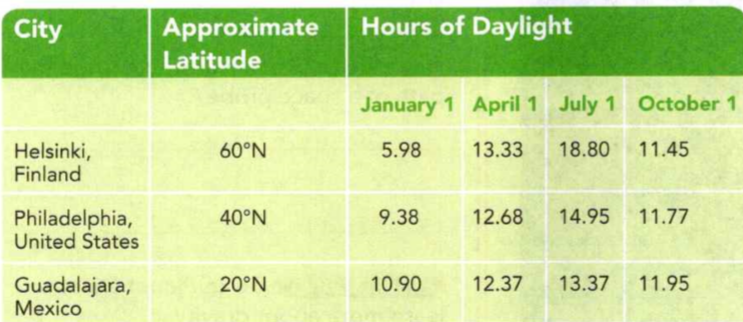 City Approximate Hours of Daylight
Latitude
January 1 April 1 July 1 October 1
Helsinki, 60°N 5.98 13.33 18.80 11.45
Finland
Philadelphia, 40°N 9.38 12.68 14.95 11.77
United States
Guadalajara, 20°N 10.90 12.37 13.37 11.95
Mexico